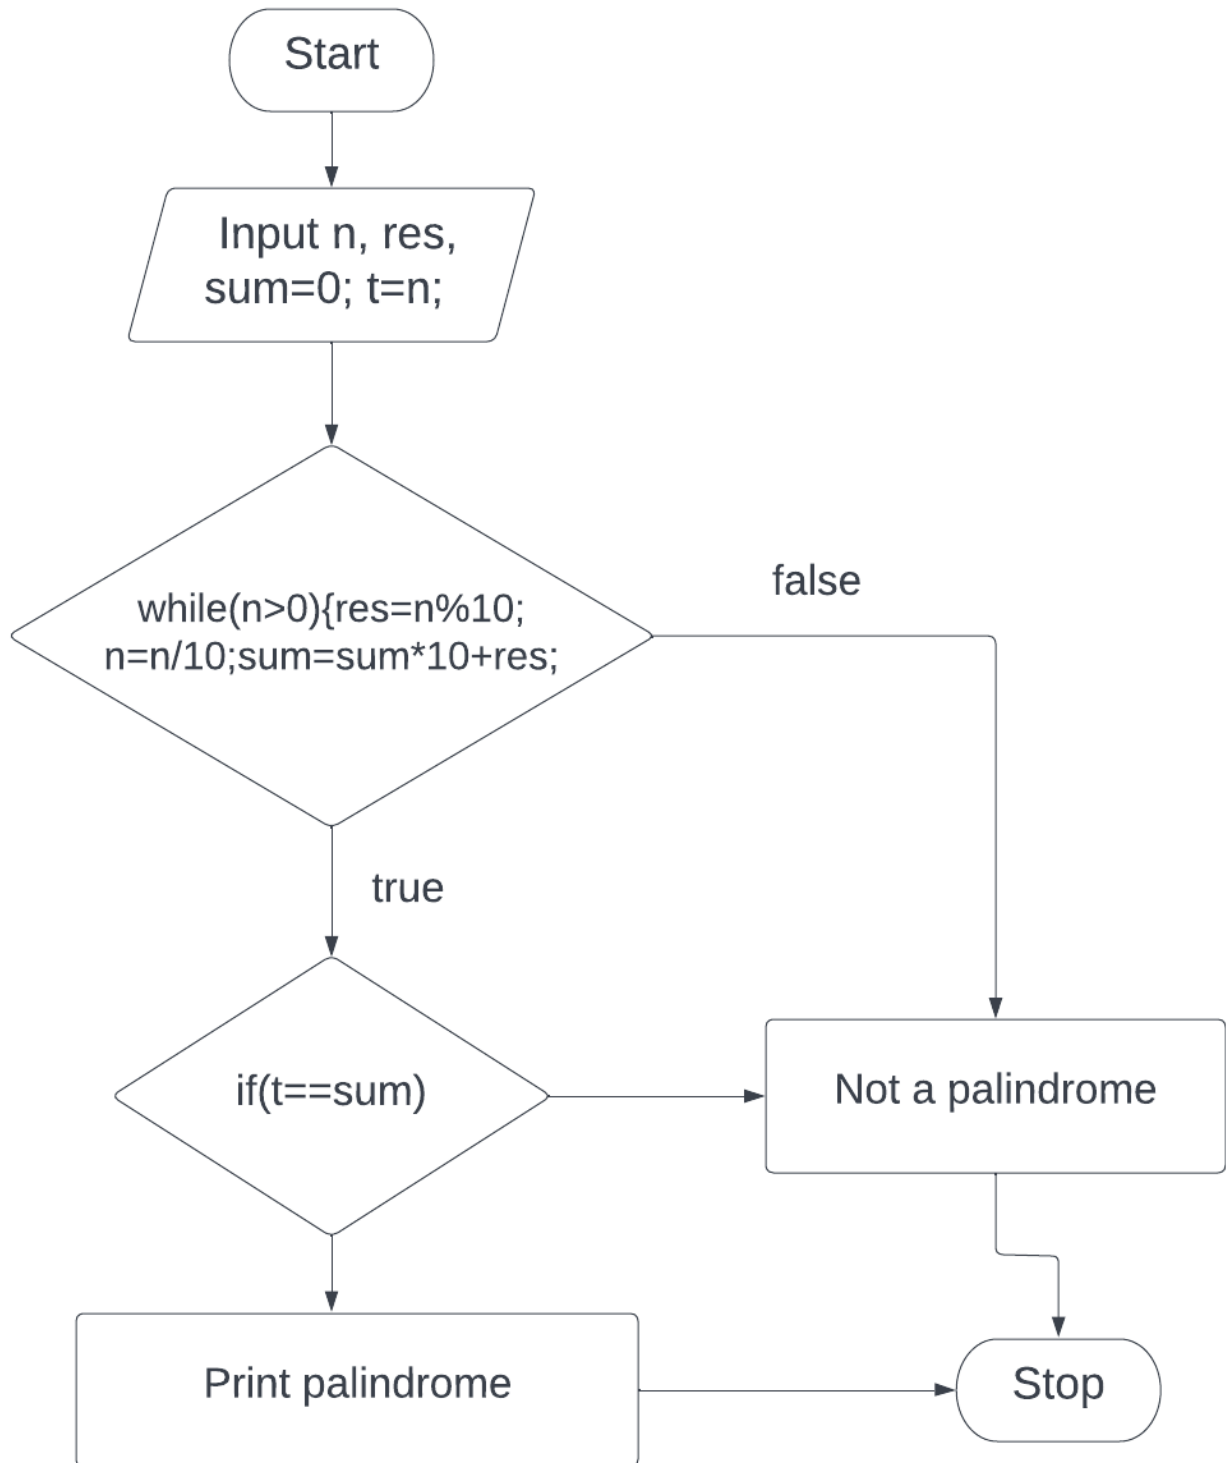 Start
Input n, res,
sum=0; t=n;
while(n>0){res=n%10;
n=n/10;sum=sum*10+res;
false
true
if(t==sum)
Not a palindrome
Print palindrome
Stop